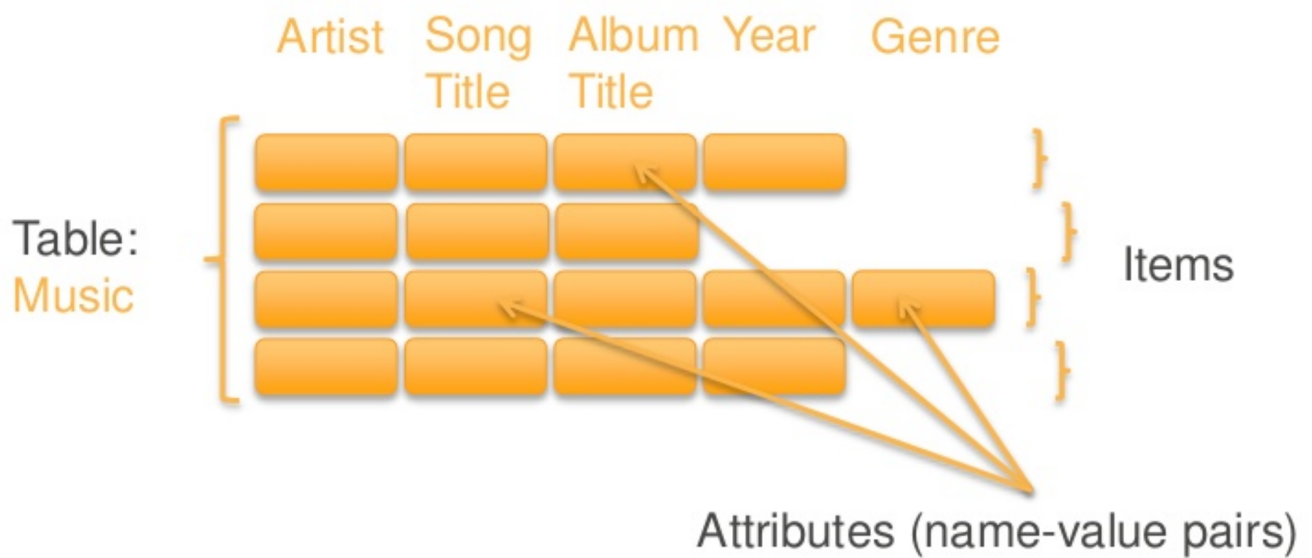 Artist Song Album Year Genre
Title Title
Table:
Music
Items
Attributes (name-value pairs)